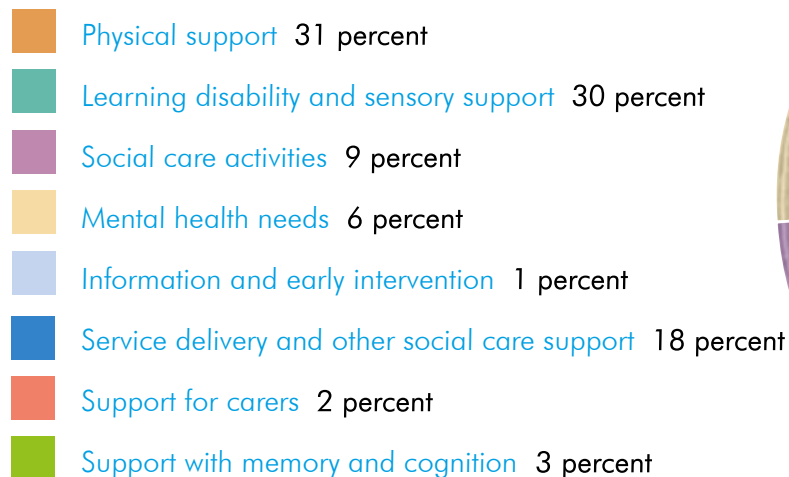 Physical support 31 percent
Learning disability and sensory support 30 percent
Social care activities 9 percent
Mental health needs 6 percent
Information and early intervention 1 percent
Service delivery and other social care support 18 percent
Support for carers 2 percent
Support with memory and cognition 3 percent